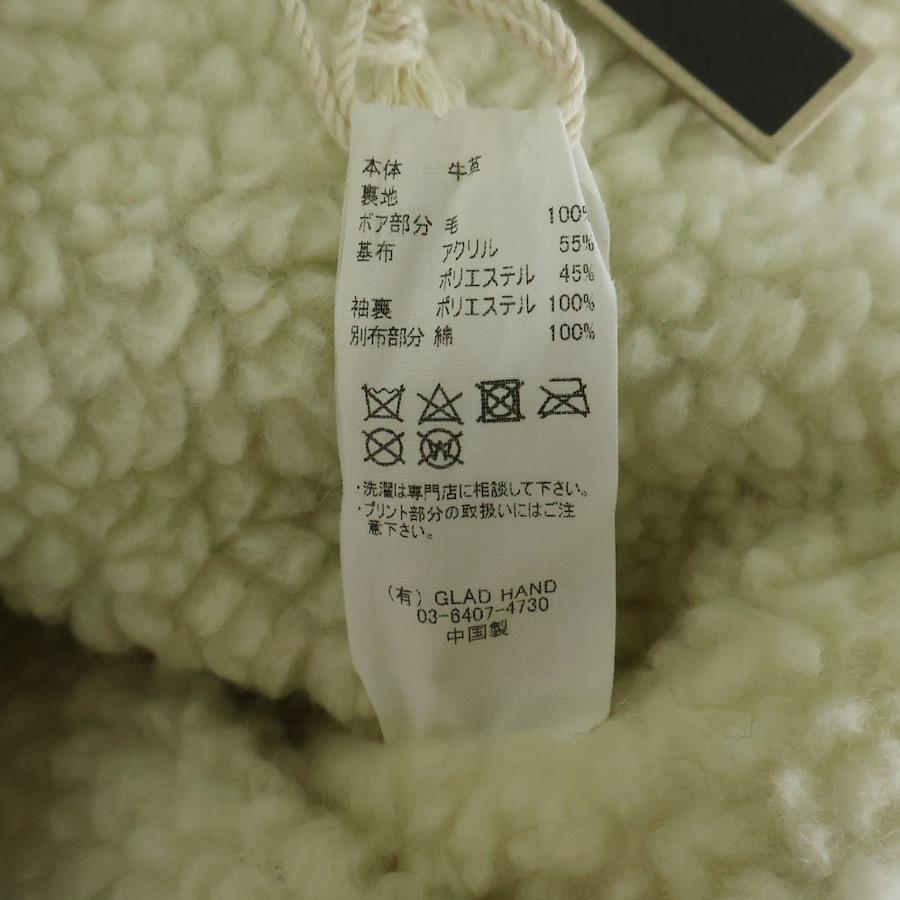 本体 牛革
裏地
ボア部分 毛 100%
基布 アクリル 55%
ポリエステル 45%
袖裏 ポリエステル 100%
別布部分 綿 100%
・洗濯は専門店に相談して下さい。
・プリント部分の取扱いにはご注
意下さい。
(有) GLAD HAND
03-6407-4730
中国製